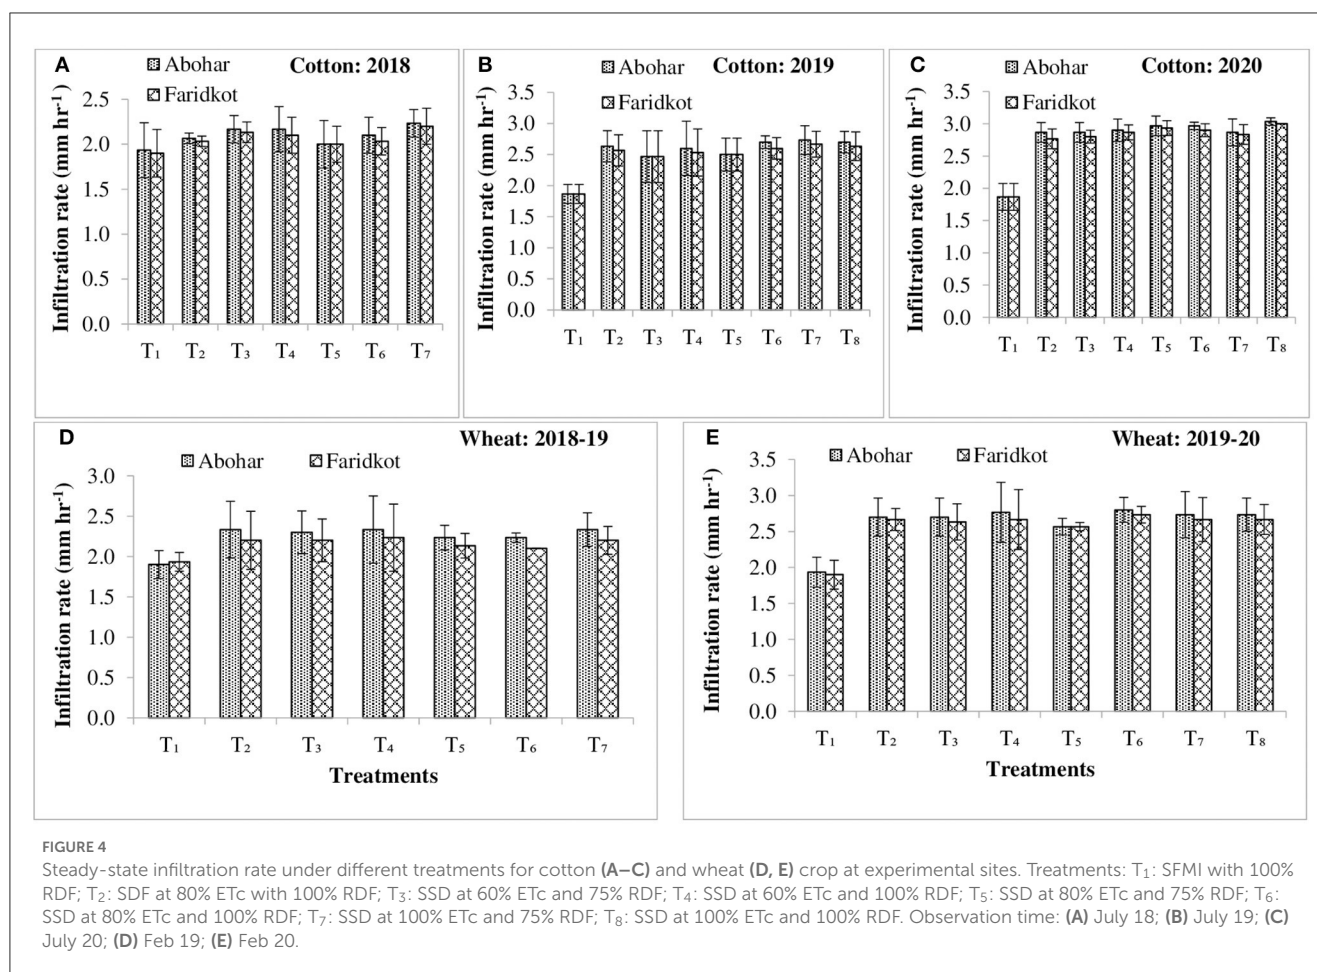 A
Abohar
Faridkot
Cotton: 2018
Infiltration rate (mm hr⁻¹)
2.5
2.0
1.5
1.0
0.5
0.0
T₁ T₂ T₃ T₄ T₅ T₆ T₇
B
Abohar
Faridkot
Cotton: 2019
Infiltration rate (mm hr⁻¹)
3.5
3.0
2.5
2.0
1.5
1.0
0.5
0.0
T₁ T₂ T₃ T₄ T₅ T₆ T₇ T₈
C
Abohar
Faridkot
Cotton: 2020
Infiltration rate (mm hr⁻¹)
3.5
3.0
2.5
2.0
1.5
1.0
0.5
0.0
T₁ T₂ T₃ T₄ T₅ T₆ T₇ T₈
D
Wheat: 2018-19
Abohar Faridkot
Infiltration rate (mm hr⁻¹)
3.0
2.5
2.0
1.5
1.0
0.5
0.0
T₁ T₂ T₃ T₄ T₅ T₆ T₇
Treatments
E
Wheat: 2019-20
Abohar Faridkot
Infiltration rate (mm hr⁻¹)
3.5
3.0
2.5
2.0
1.5
1.0
0.5
0.0
T₁ T₂ T₃ T₄ T₅ T₆ T₇ T₈
Treatments
FIGURE 4
Steady-state infiltration rate under different treatments for cotton (A–C) and wheat (D, E) crop at experimental sites. Treatments: T₁: SFMI with 100%
RDF; T₂: SDF at 80% ETc with 100% RDF; T₃: SSD at 60% ETc and 75% RDF; T₄: SSD at 60% ETc and 100% RDF; T₅: SSD at 80% ETc and 75% RDF; T₆:
SSD at 80% ETc and 100% RDF; T₇: SSD at 100% ETc and 75% RDF; T₈: SSD at 100% ETc and 100% RDF. Observation time: (A) July 18; (B) July 19; (C)
July 20; (D) Feb 19; (E) Feb 20.